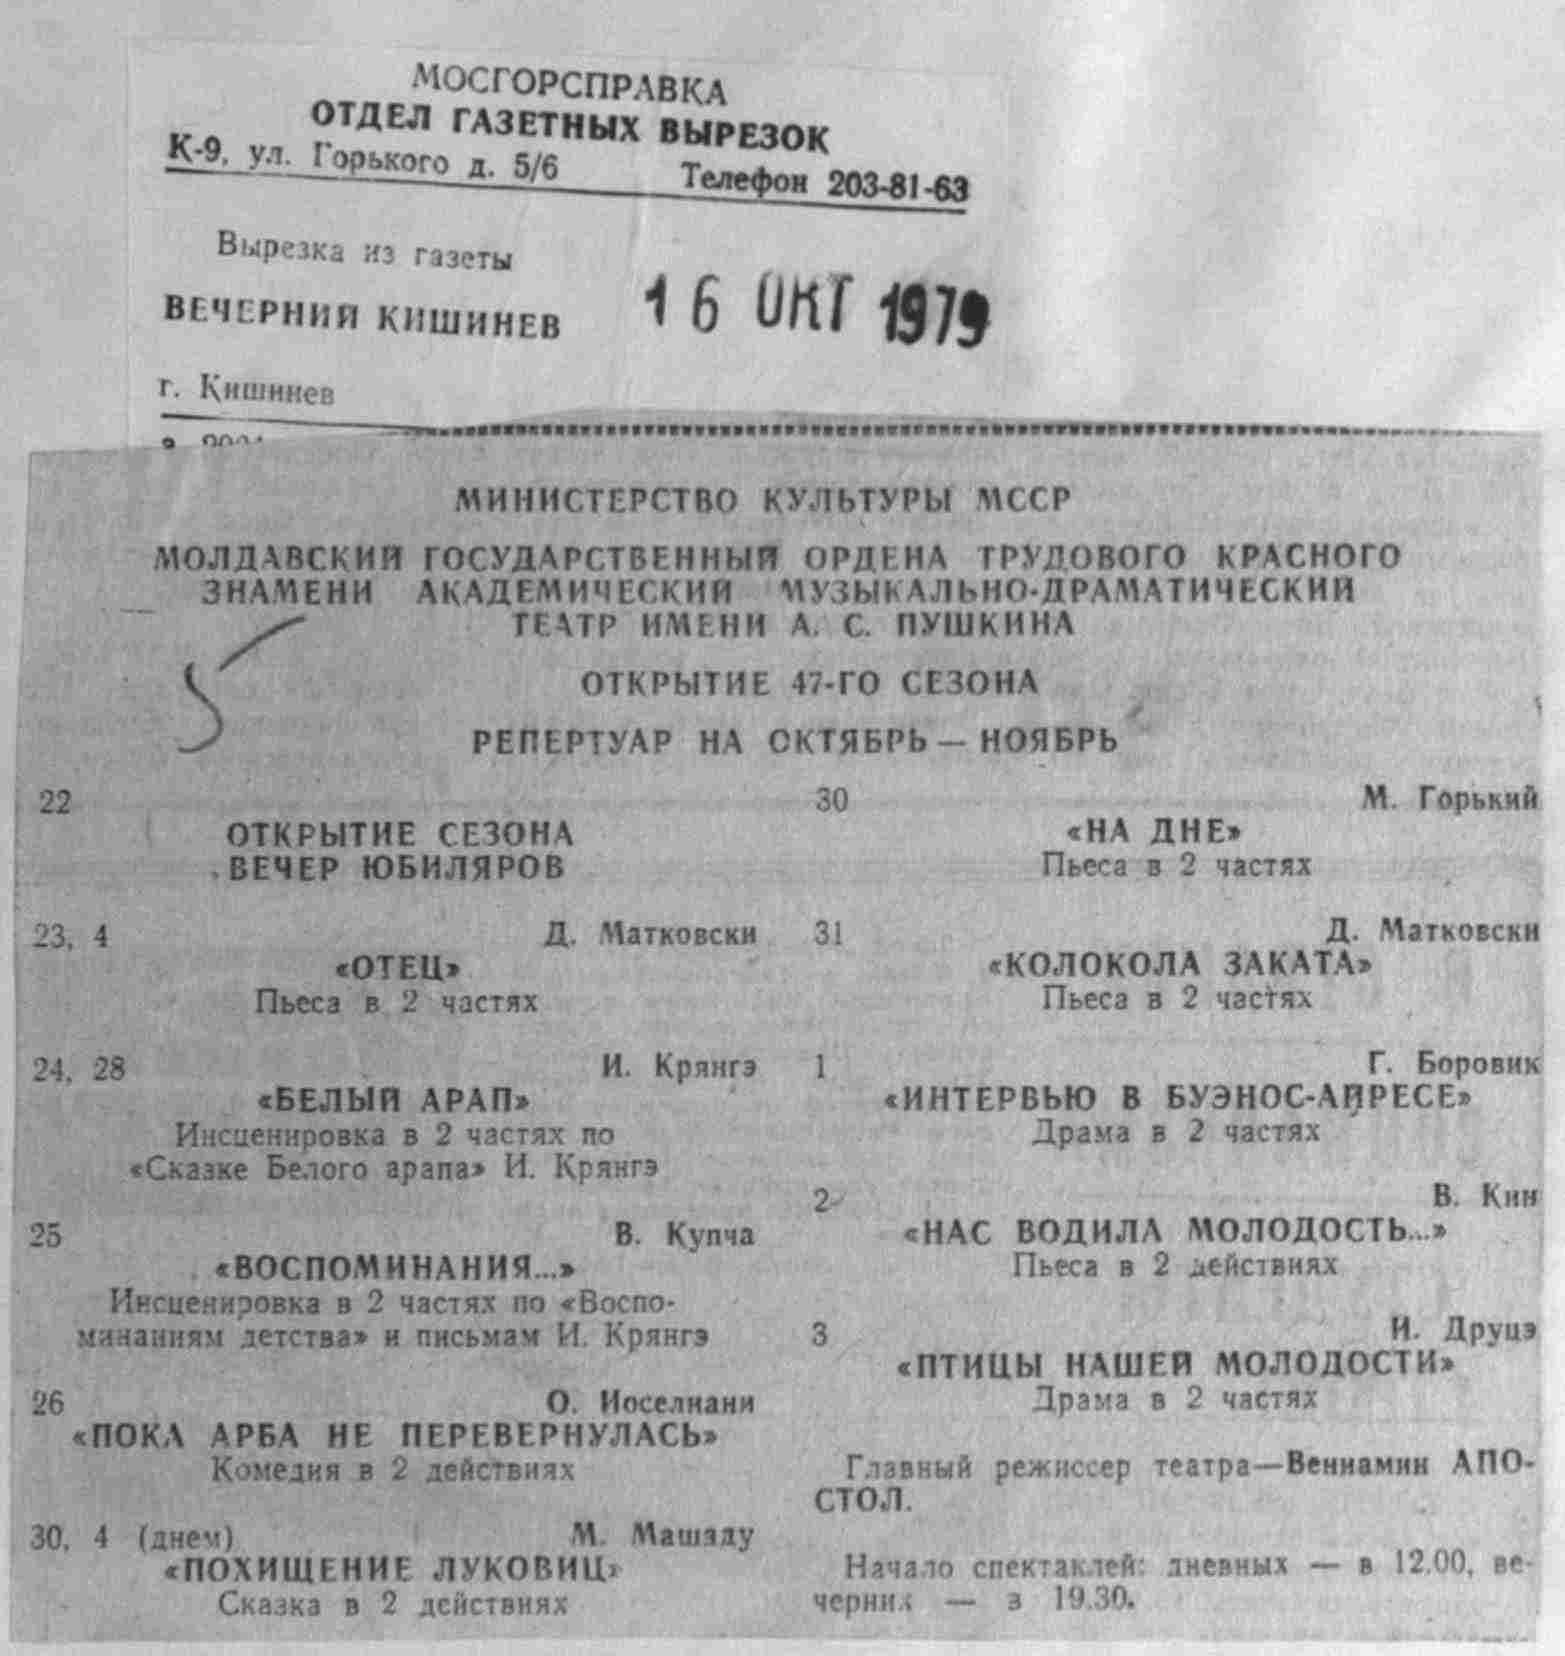 МОСГОРСПРАВКА
ОТДЕЛ ГАЗЕТНЫХ ВЫРЕЗОК
К-9, ул. Горького д. 5/6 Телефон 203-81-63
Вырезка из газеты
ВЕЧЕРНИЙ КИШИНЕВ 16 ОКТ 1979
г. Кишинев
МИНИСТЕРСТВО КУЛЬТУРЫ МССР
МОЛДАВСКИЙ ГОСУДАРСТВЕННЫЙ ОРДЕНА ТРУДОВОГО КРАСНОГО
ЗНАМЕНИ АКАДЕМИЧЕСКИЙ МУЗЫКАЛЬНО-ДРАМАТИЧЕСКИЙ
ТЕАТР ИМЕНИ А. С. ПУШКИНА
ОТКРЫТИЕ 47-ГО СЕЗОНА
РЕПЕРТУАР НА ОКТЯБРЬ — НОЯБРЬ
22
ОТКРЫТИЕ СЕЗОНА
ВЕЧЕР ЮБИЛЯРОВ
23, 4 Д. Матковски
«ОТЕЦ»
Пьеса в 2 частях
24, 28 И. Крянгэ
«БЕЛЫЙ АРАП»
Инсценировка в 2 частях по
«Сказке Белого арапа» И. Крянгэ
25 В. Купча
«ВОСПОМИНАНИЯ...»
Инсценировка в 2 частях по «Воспо-
минаниям детства» и письмам И. Крянгэ
26 О. Иоселиани
«ПОКА АРБА НЕ ПЕРЕВЕРНУЛАСЬ»
Комедия в 2 действиях
30, 4 (днем) М. Машаду
«ПОХИЩЕНИЕ ЛУКОВИЦ»
Сказка в 2 действиях
30 М. Горький
«НА ДНЕ»
Пьеса в 2 частях
31 Д. Матковски
«КОЛОКОЛА ЗАКАТА»
Пьеса в 2 частях
1 Г. Боровик
«ИНТЕРВЬЮ В БУЭНОС-АЙРЕСЕ»
Драма в 2 частях
2 В. Кин
«НАС ВОДИЛА МОЛОДОСТЬ...»
Пьеса в 2 действиях
3 И. Друцэ
«ПТИЦЫ НАШЕЙ МОЛОДОСТИ»
Драма в 2 частях
Главный режиссер театра—Вениамин АПО-
СТОЛ.
Начало спектаклей: дневных — в 12.00, ве-
черних — в 19.30.